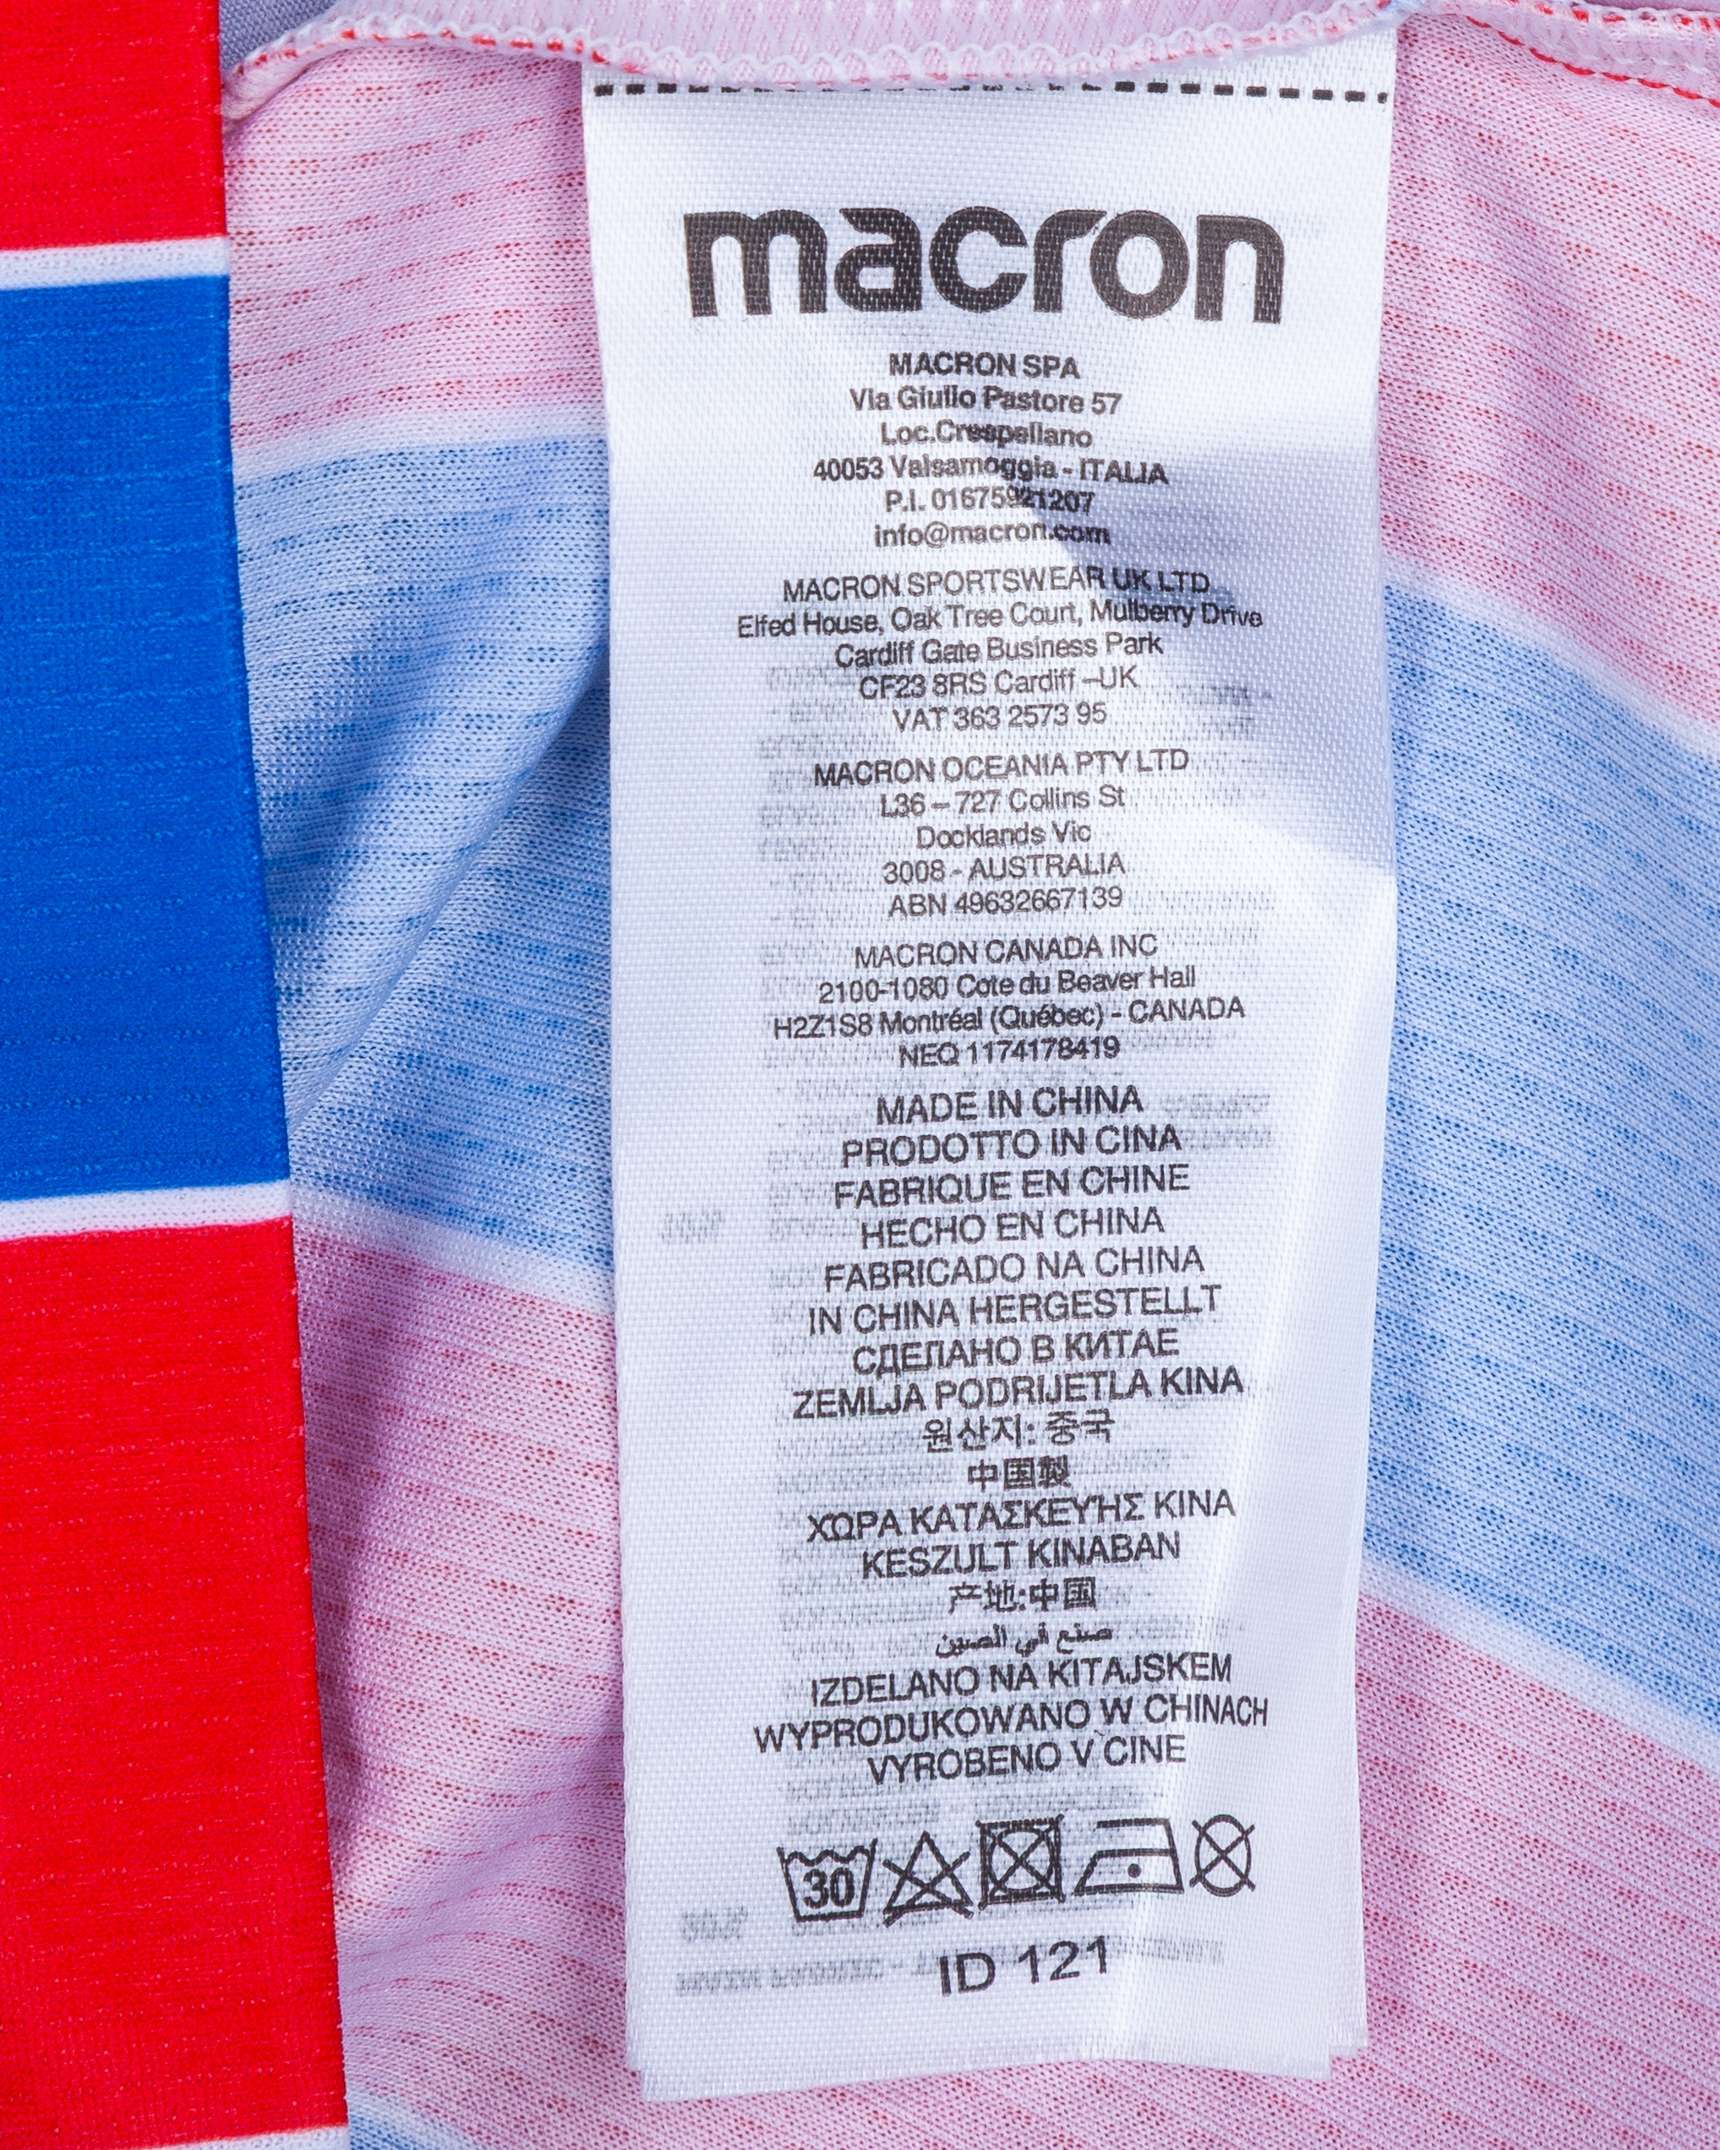 macron
MACRON SPA
Via Giulio Pastore 57
Loc.Crespellano
40053 Valsamoggia - ITALIA
P.I. 01675921207
info@macron.com
MACRON SPORTSWEAR UK LTD
Elfed House, Oak Tree Court, Mulberry Drive
Cardiff Gate Business Park
CF23 8RS Cardiff –UK
VAT 363 2573 95
MACRON OCEANIA PTY LTD
L36 – 727 Collins St
Docklands Vic
3008 - AUSTRALIA
ABN 49632667139
MACRON CANADA INC
2100-1080 Cote du Beaver Hall
H2Z1S8 Montréal (Québec) - CANADA
NEQ 1174178419
MADE IN CHINA
PRODOTTO IN CINA
FABRIQUE EN CHINE
HECHO EN CHINA
FABRICADO NA CHINA
IN CHINA HERGESTELLT
СДЕЛАНО В КИТАЕ
ZEMLJA PODRIJETLA KINA
원산지: 중국
中国製
ΧΩΡΑ ΚΑΤΑΣΚΕΥΉΣ ΚΙΝΑ
KESZULT KINABAN
产地:中国
صنع في الصين
IZDELANO NA KITAJSKEM
WYPRODUKOWANO W CHINACH
VYROBENO V CINE
30
ID 121